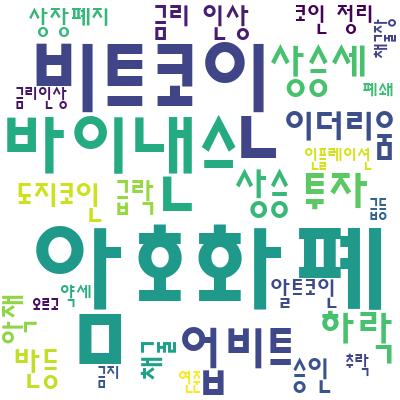 상장폐지
금리 인상
코인 정리
채굴장
비트코인
상승세
금리인상
폐쇄
바이낸스
이더리움
인플레이션
도지코인
급락
상승
투자
급등
암호화폐
약세
오르고
알트코인
악재
하락
반등
금지
채굴
연준
업비트
승인
추락